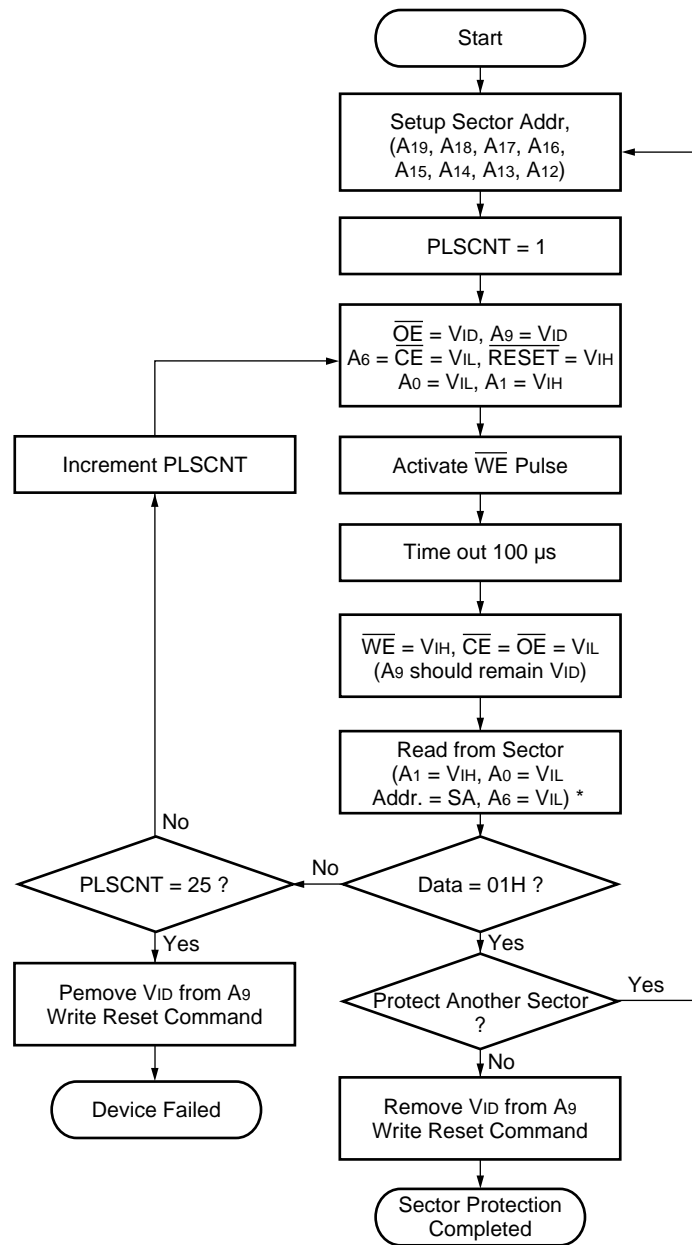 Start
Setup Sector Addr,
(A19, A18, A17, A16,
A15, A14, A13, A12)
PLSCNT = 1
OE = VID, A9 = VID
A6 = CE = VIL, RESET = VIH
A0 = VIL, A1 = VIH
Increment PLSCNT
Activate WE Pulse
Time out 100 µs
WE = VIH, CE = OE = VIL
(A9 should remain VID)
Read from Sector
(A1 = VIH, A0 = VIL
Addr. = SA, A6 = VIL) *
No
PLSCNT = 25 ?
No
Data = 01H ?
Yes
Yes
Pemove VID from A9
Write Reset Command
Protect Another Sector
?
Yes
No
Device Failed
Remove VID from A9
Write Reset Command
Sector Protection
Completed